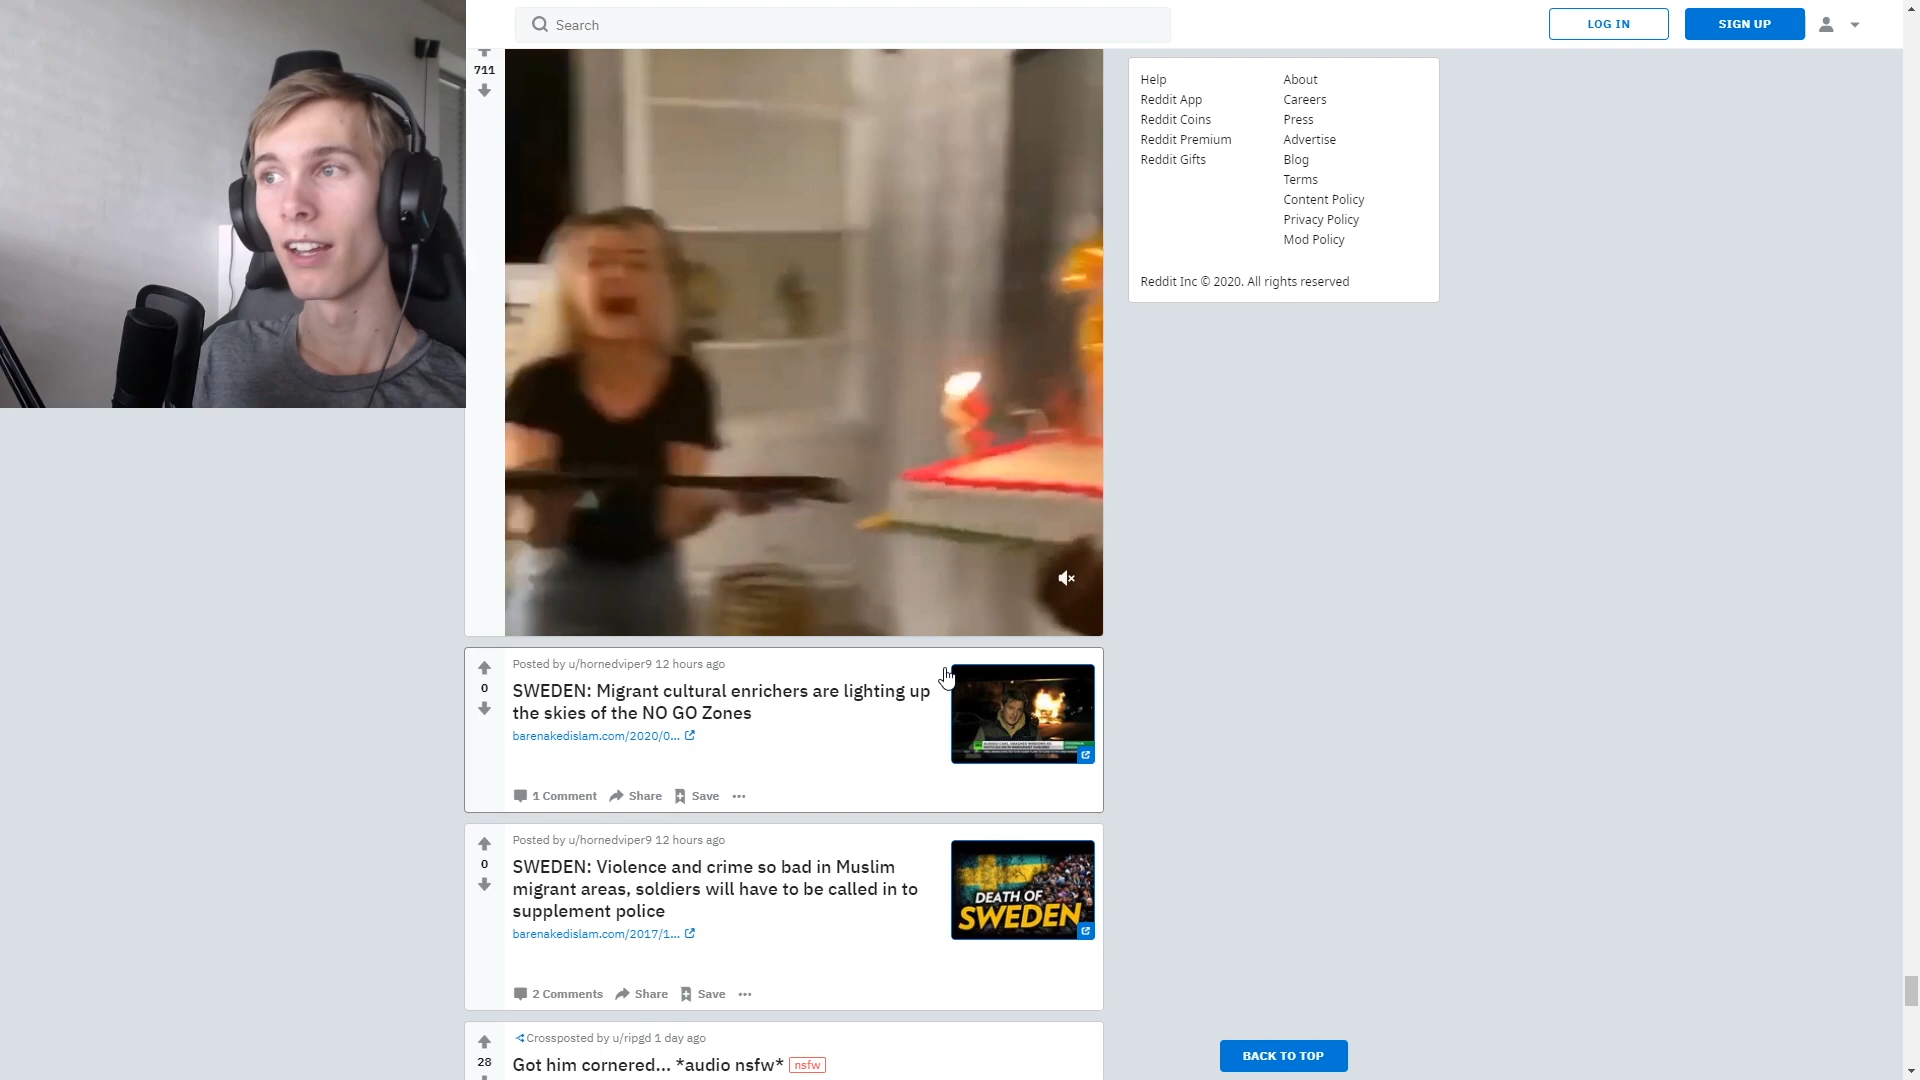 Search
LOG IN
SIGN UP
711
Help
Reddit App
Reddit Coins
Reddit Premium
Reddit Gifts
About
Careers
Press
Advertise
Blog
Terms
Content Policy
Privacy Policy
Mod Policy
Reddit Inc © 2020. All rights reserved
Posted by u/hornedviper9 12 hours ago
0
SWEDEN: Migrant cultural enrichers are lighting up
the skies of the NO GO Zones
barenakedislam.com/2020/0...
1 Comment
Share
Save
Posted by u/hornedviper9 12 hours ago
0
SWEDEN: Violence and crime so bad in Muslim
migrant areas, soldiers will have to be called in to
supplement police
barenakedislam.com/2017/1...
DEATH OF
SWEDEN
2 Comments
Share
Save
Crossposted by u/ripgd 1 day ago
28
Got him cornered... *audio nsfw* nsfw
BACK TO TOP